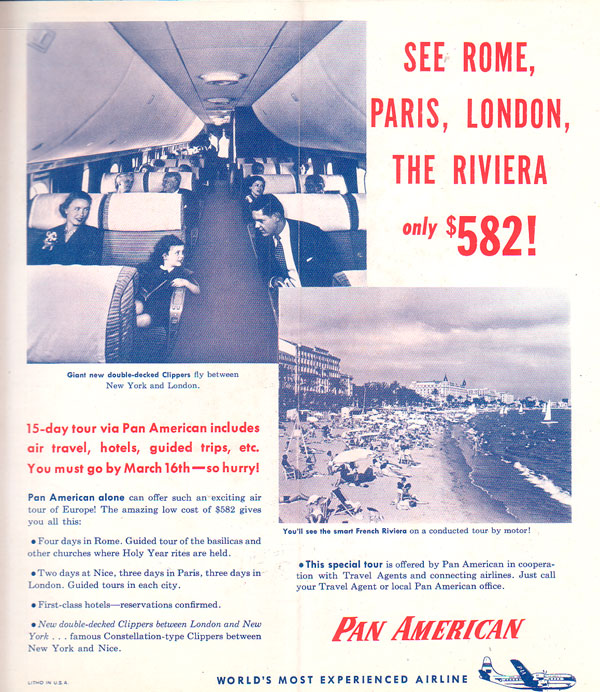 SEE ROME,
PARIS, LONDON,
THE RIVIERA
only $582!
Giant new double-decked Clippers fly between
New York and London.
15-day tour via Pan American includes
air travel, hotels, guided trips, etc.
You must go by March 16th—so hurry!
Pan American alone can offer such an exciting air
tour of Europe! The amazing low cost of $582 gives
you all this:
● Four days in Rome. Guided tour of the basilicas and
other churches where Holy Year rites are held.
● Two days at Nice, three days in Paris, three days in
London. Guided tours in each city.
● First-class hotels—reservations confirmed.
● New double-decked Clippers between London and New
York . . . famous Constellation-type Clippers between
New York and Nice.
You'll see the smart French Riviera on a conducted tour by motor!
● This special tour is offered by Pan American in coopera-
tion with Travel Agents and connecting airlines. Just call
your Travel Agent or local Pan American office.
PAN AMERICAN
LITHO IN U.S.A.
WORLD'S MOST EXPERIENCED AIRLINE